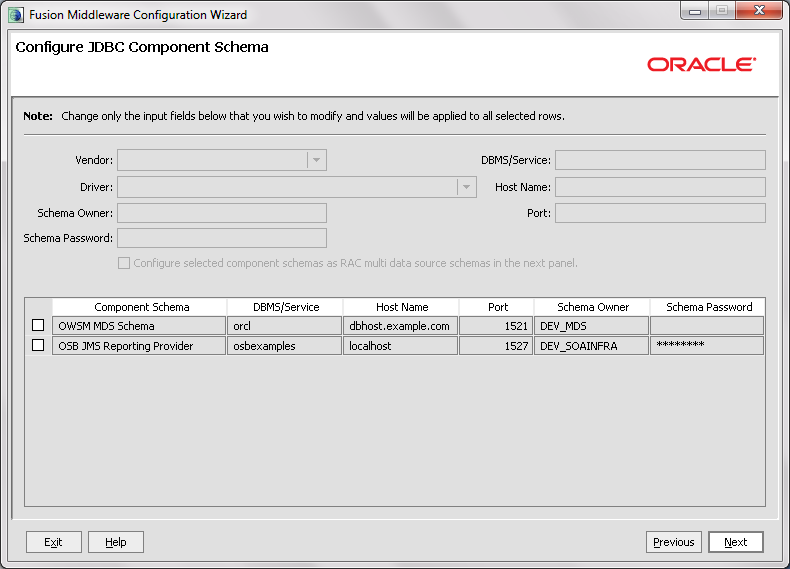 Fusion Middleware Configuration Wizard
Configure JDBC Component Schema
ORACLE
Note: Change only the input fields below that you wish to modify and values will be applied to all selected rows.
Vendor: DBMS/Service:
Driver: Host Name:
Schema Owner: Port:
Schema Password:
Configure selected component schemas as RAC multi data source schemas in the next panel.
Component Schema DBMS/Service Host Name Port Schema Owner Schema Password
OWSM MDS Schema orcl dbhost.example.com 1521 DEV_MDS
OSB JMS Reporting Provider osbexamples localhost 1527 DEV_SOAINFRA ********
Exit Help Previous Next